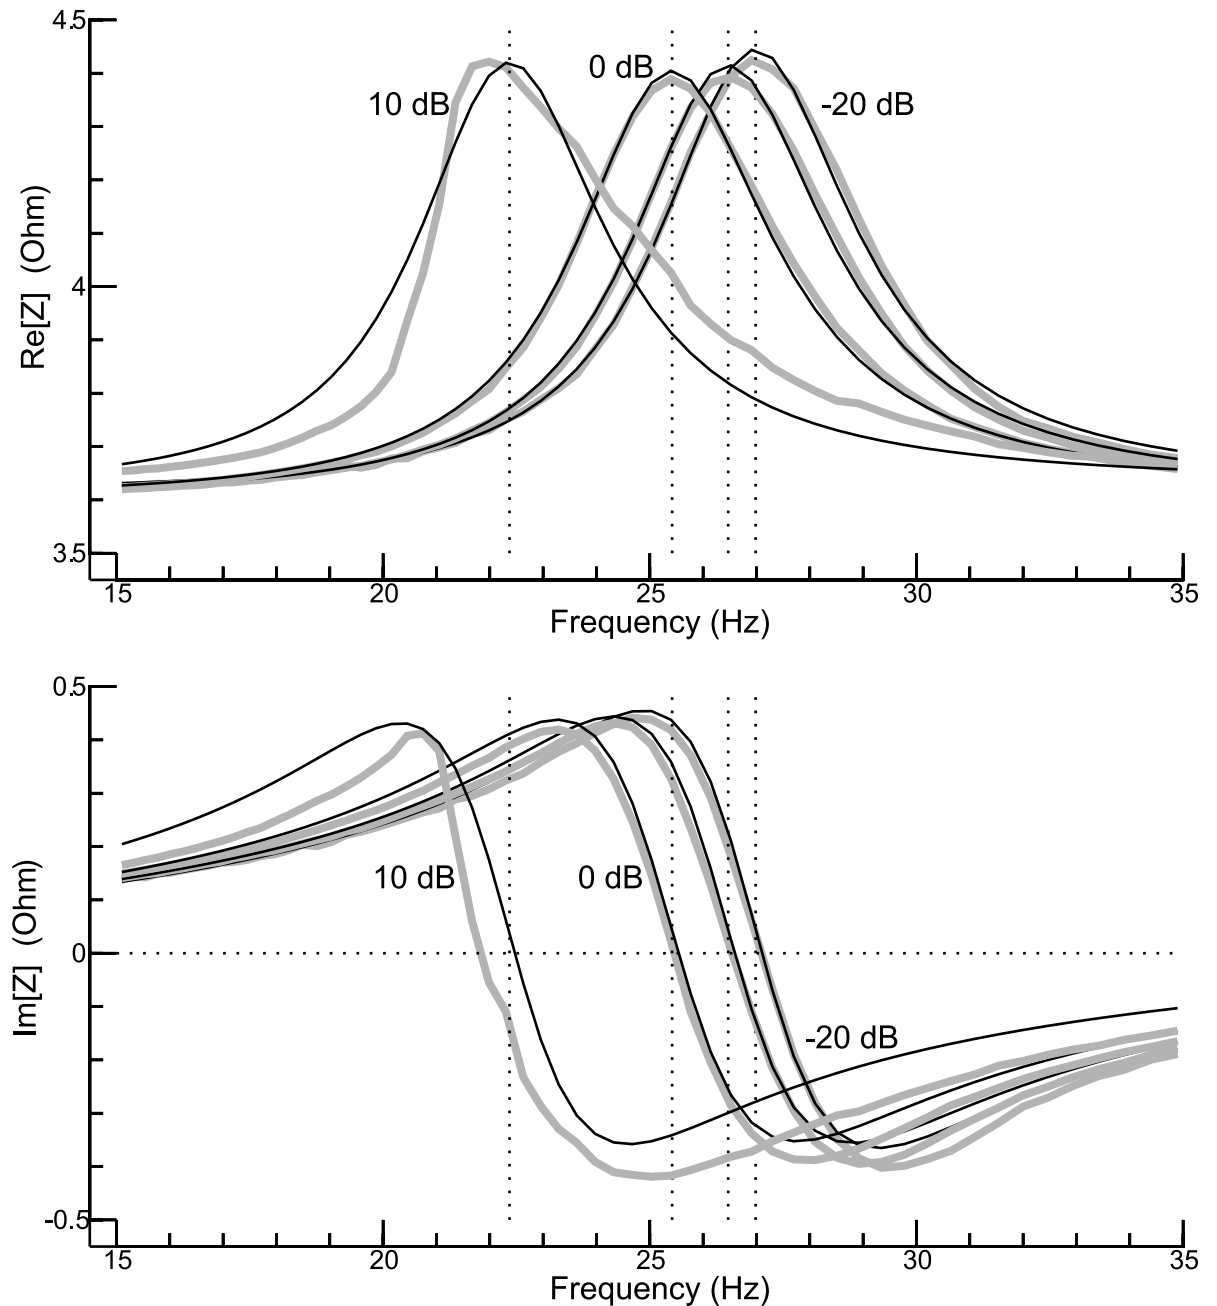 4.5
0 dB
10 dB
-20 dB
Re[Z] (Ohm)
4
3.5
15 20 25 30 35
Frequency (Hz)
0.5
Im[Z] (Ohm)
10 dB 0 dB
0
-20 dB
-0.5
15 20 25 30 35
Frequency (Hz)